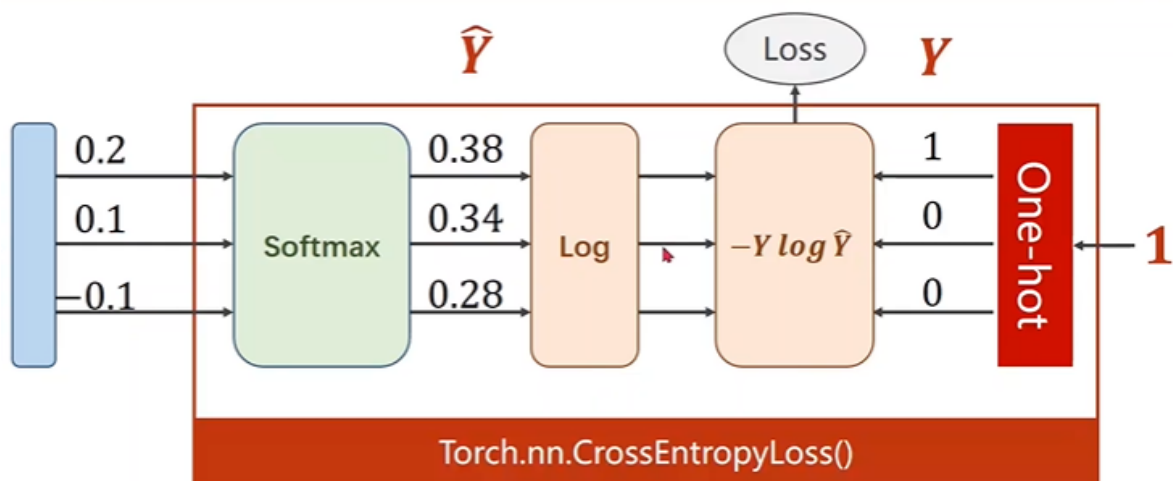 Ŷ
Loss
Y
0.2
0.38
1
0.1
0.34
0
−0.1
0.28
0
Softmax
Log
−Y log Ŷ
One-hot
1
Torch.nn.CrossEntropyLoss()